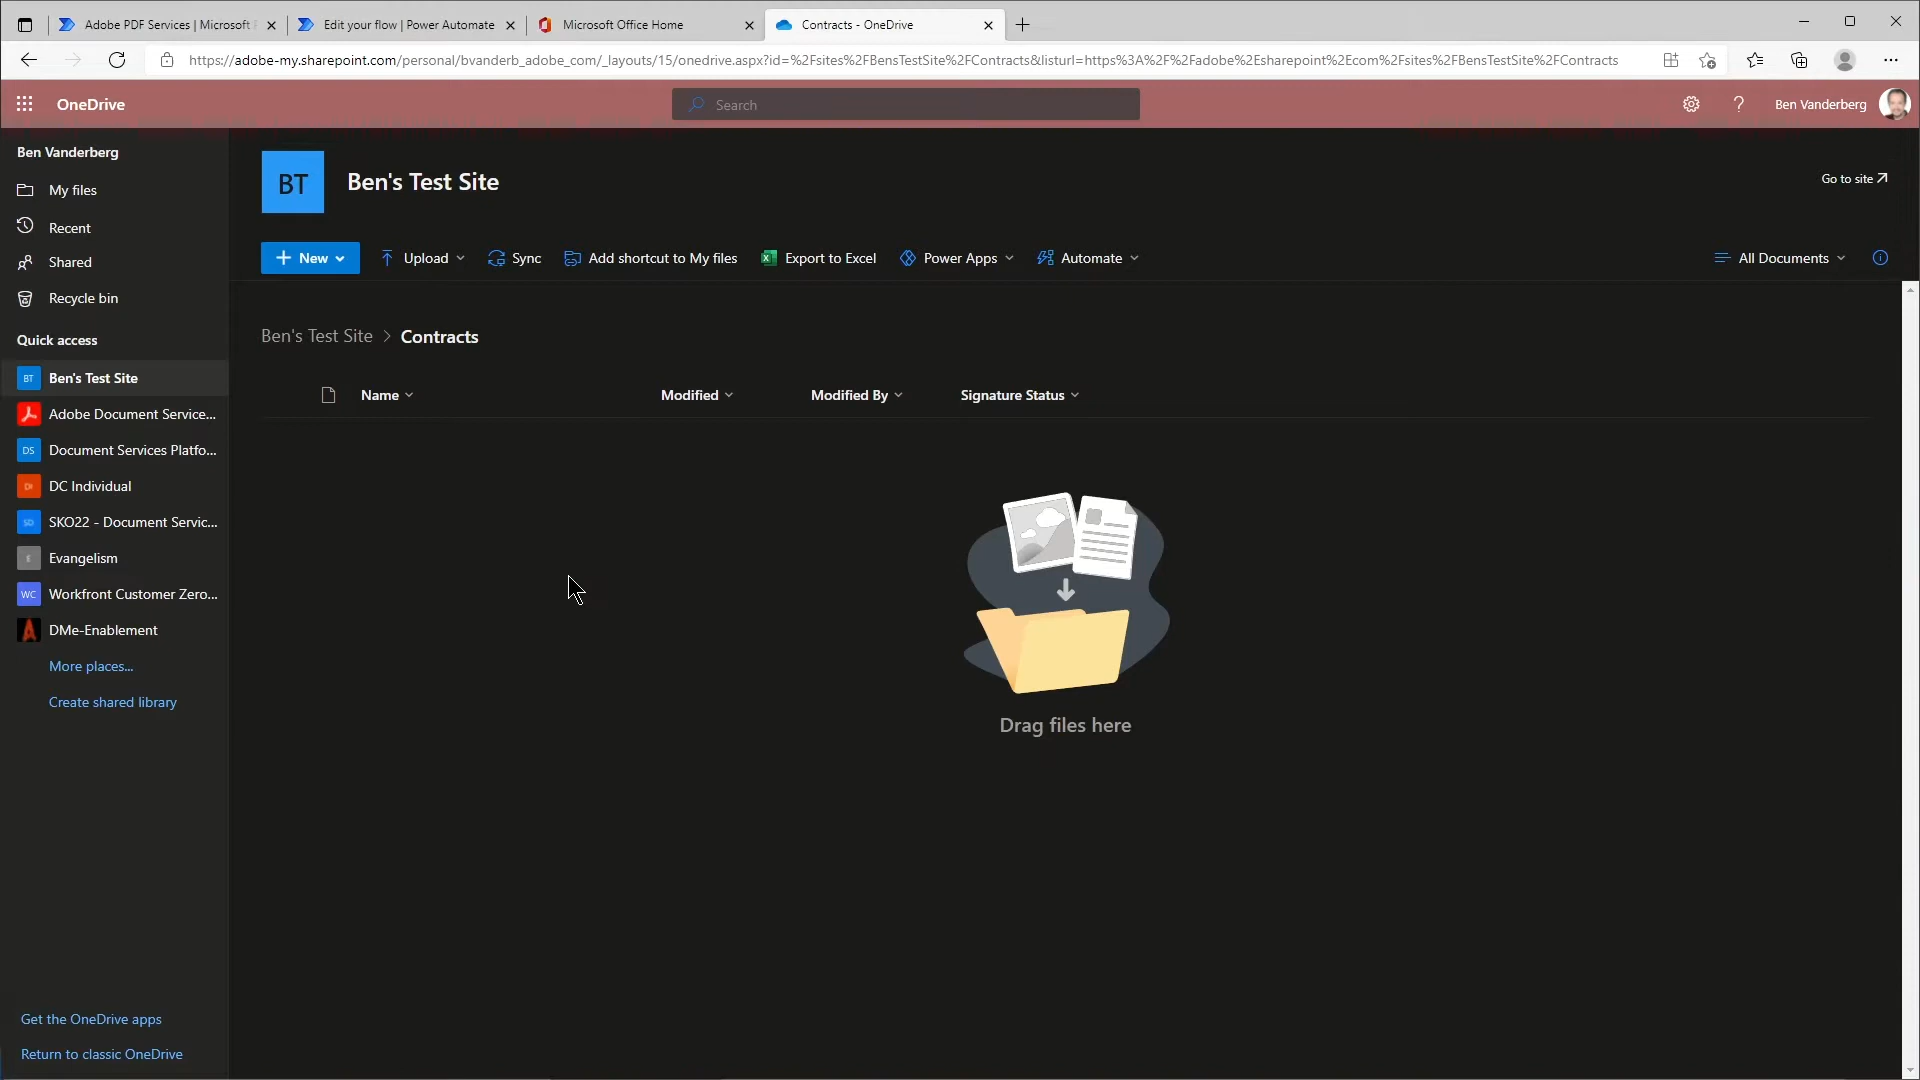 Adobe PDF Services | Microsoft
Edit your flow | Power Automate
Microsoft Office Home
Contracts - OneDrive
https://adobe-my.sharepoint.com/personal/bvanderb_adobe_com/_layouts/15/onedrive.aspx?id=%2Fsites%2FBensTestSite%2FContracts&listurl=https%3A%2F%2Fadobe%2Esharepoint%2Ecom%2Fsites%2FBensTestSite%2FContracts
OneDrive
Search
Ben Vanderberg
Ben Vanderberg
My files
Recent
Shared
Recycle bin
Quick access
BT Ben's Test Site
Adobe Document Service...
DS Document Services Platfo...
DC Individual
SD SKO22 - Document Servic...
E Evangelism
WC Workfront Customer Zero...
DMe-Enablement
More places...
Create shared library
Get the OneDrive apps
Return to classic OneDrive
BT Ben's Test Site
Go to site
New
Upload
Sync
Add shortcut to My files
Export to Excel
Power Apps
Automate
All Documents
Ben's Test Site > Contracts
Name
Modified
Modified By
Signature Status
Drag files here